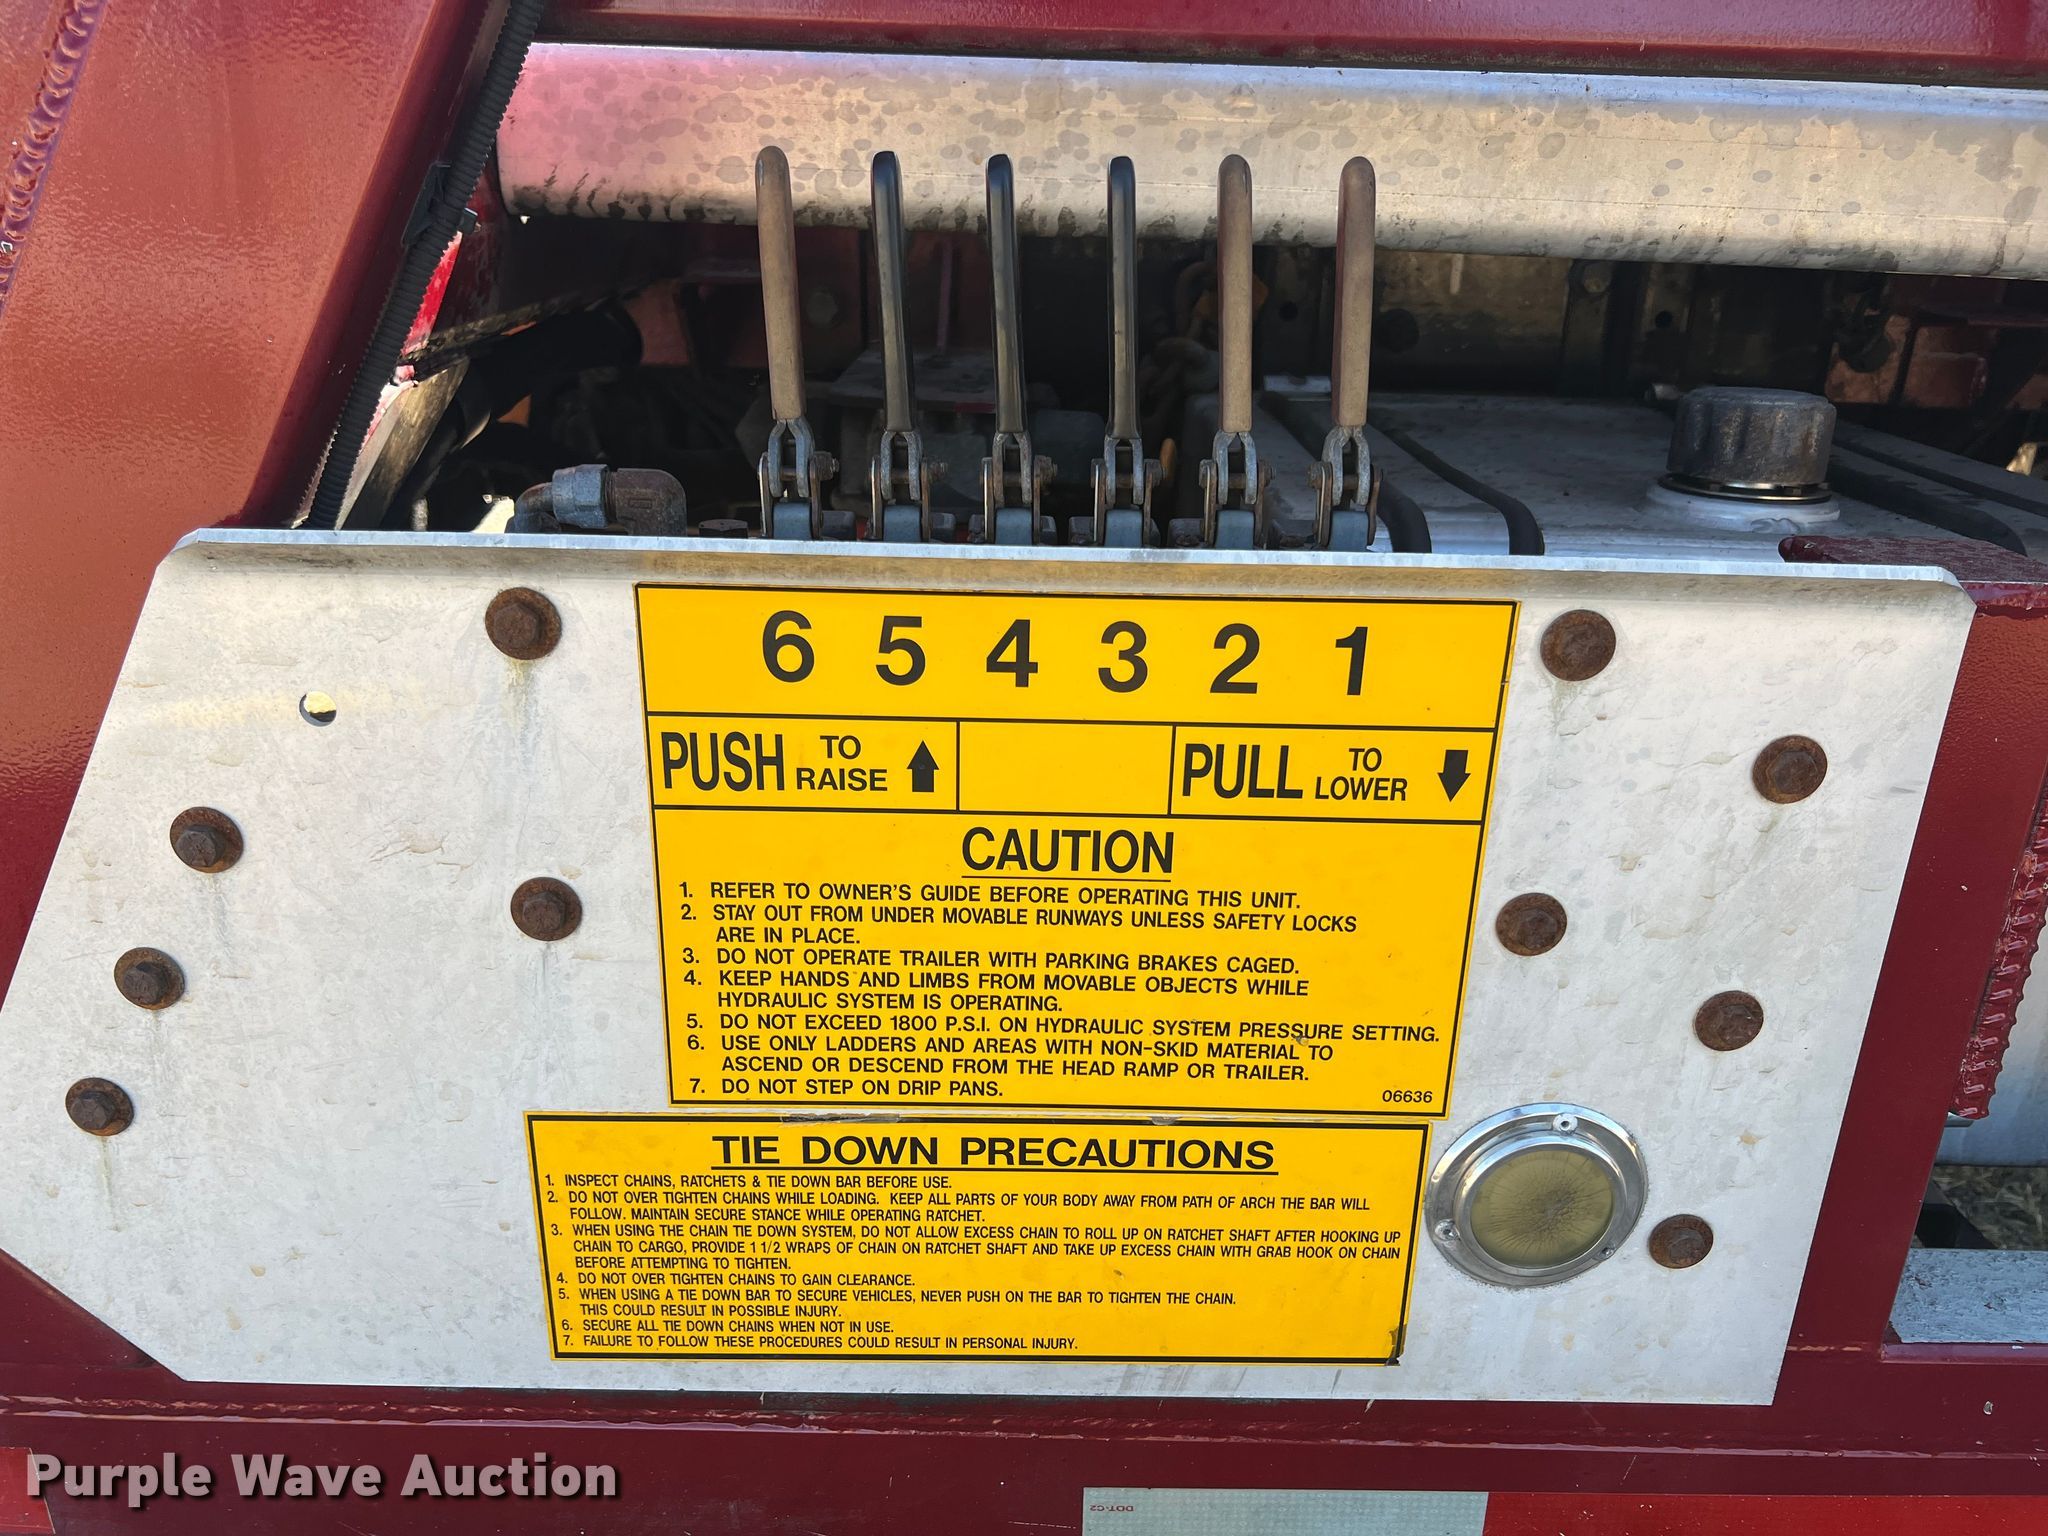 6 5 4 3 2 1
PUSH TO RAISE
PULL TO LOWER
CAUTION
1. REFER TO OWNER'S GUIDE BEFORE OPERATING THIS UNIT.
2. STAY OUT FROM UNDER MOVABLE RUNWAYS UNLESS SAFETY LOCKS
ARE IN PLACE.
3. DO NOT OPERATE TRAILER WITH PARKING BRAKES CAGED.
4. KEEP HANDS AND LIMBS FROM MOVABLE OBJECTS WHILE
HYDRAULIC SYSTEM IS OPERATING.
5. DO NOT EXCEED 1800 P.S.I. ON HYDRAULIC SYSTEM PRESSURE SETTING.
6. USE ONLY LADDERS AND AREAS WITH NON-SKID MATERIAL TO
ASCEND OR DESCEND FROM THE HEAD RAMP OR TRAILER.
7. DO NOT STEP ON DRIP PANS.
06636
TIE DOWN PRECAUTIONS
1. INSPECT CHAINS, RATCHETS & TIE DOWN BAR BEFORE USE.
2. DO NOT OVER TIGHTEN CHAINS WHILE LOADING. KEEP ALL PARTS OF YOUR BODY AWAY FROM PATH OF ARCH THE BAR WILL
FOLLOW. MAINTAIN SECURE STANCE WHILE OPERATING RATCHET.
3. WHEN USING THE CHAIN TIE DOWN SYSTEM, DO NOT ALLOW EXCESS CHAIN TO ROLL UP ON RATCHET SHAFT AFTER HOOKING UP
CHAIN TO CARGO, PROVIDE 1 1/2 WRAPS OF CHAIN ON RATCHET SHAFT AND TAKE UP EXCESS CHAIN WITH GRAB HOOK ON CHAIN
BEFORE ATTEMPTING TO TIGHTEN.
4. DO NOT OVER TIGHTEN CHAINS TO GAIN CLEARANCE.
5. WHEN USING A TIE DOWN BAR TO SECURE VEHICLES, NEVER PUSH ON THE BAR TO TIGHTEN THE CHAIN.
THIS COULD RESULT IN POSSIBLE INJURY.
6. SECURE ALL TIE DOWN CHAINS WHEN NOT IN USE.
7. FAILURE TO FOLLOW THESE PROCEDURES COULD RESULT IN PERSONAL INJURY.
Purple Wave Auction
DOT-C2